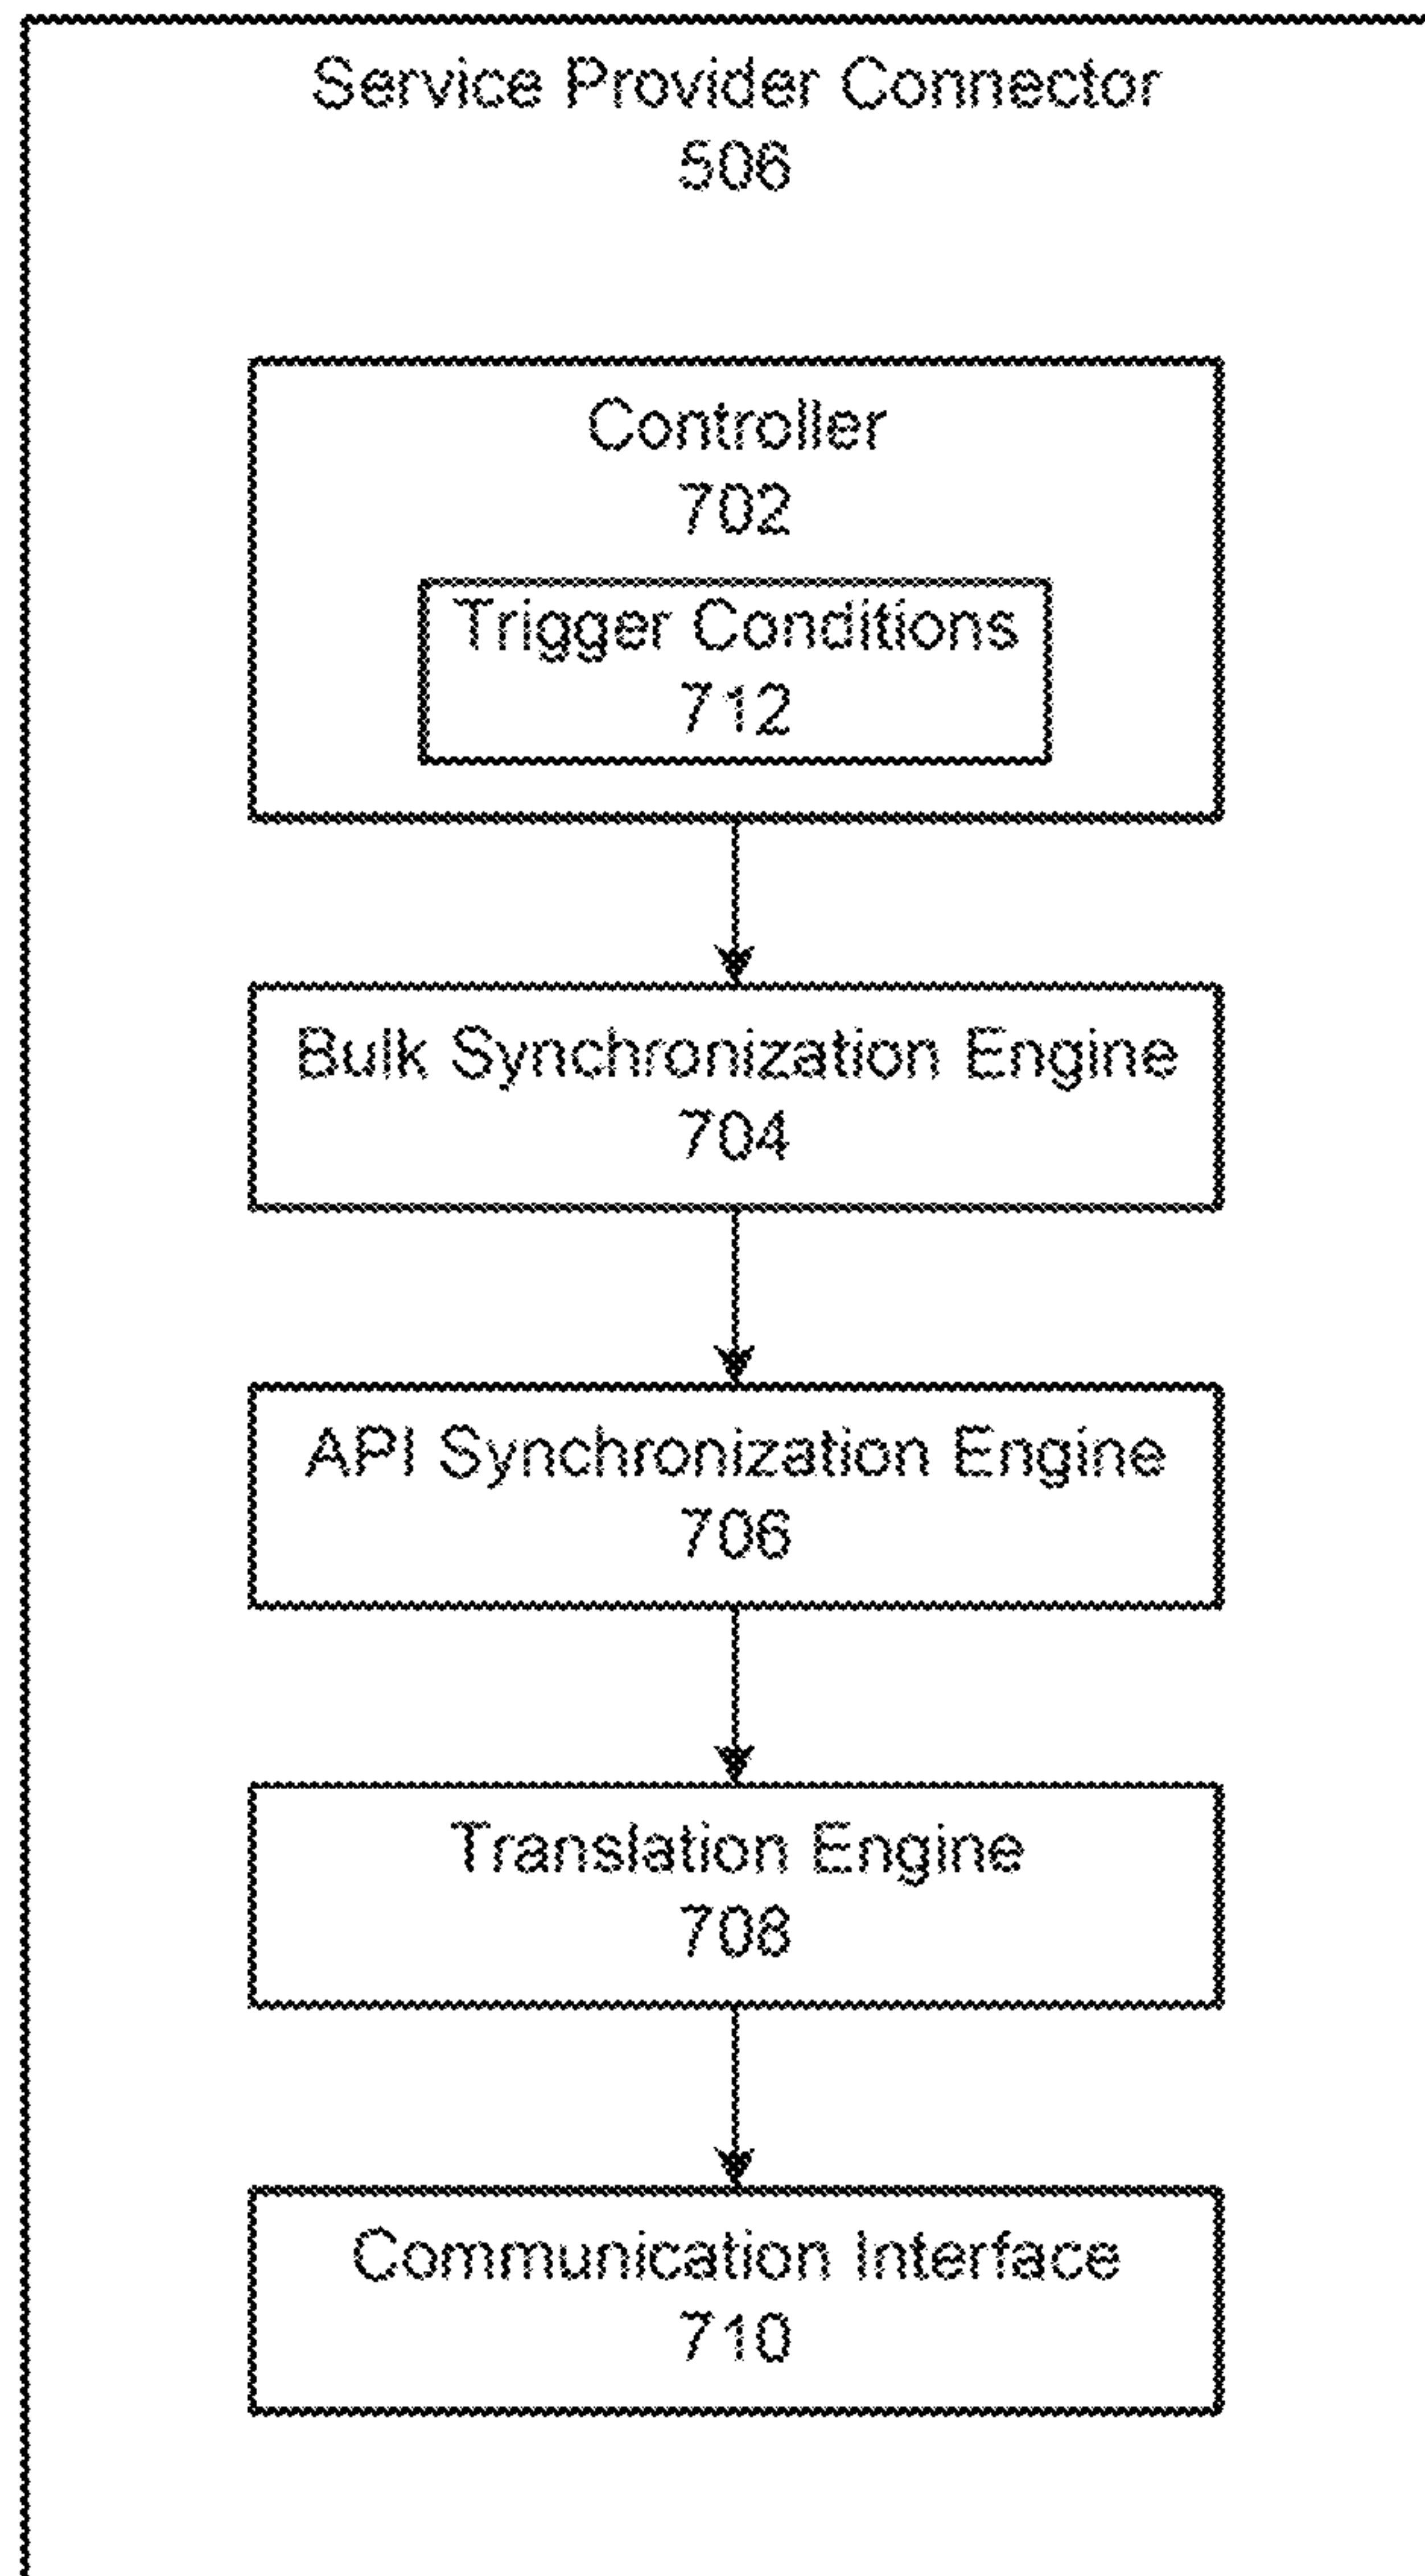 Service Provider Connector
506
Controller
702
Trigger Conditions
712
Bulk Synchronization Engine
704
API Synchronization Engine
706
Translation Engine
708
Communication Interface
710